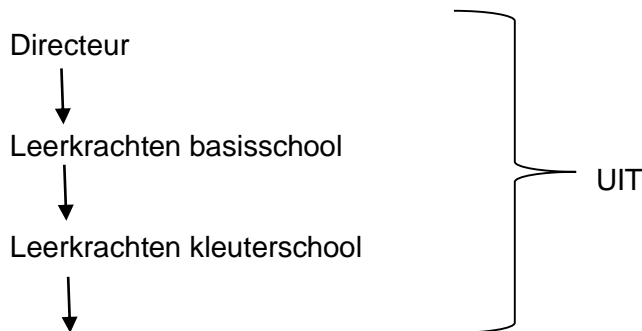 Directeur
Leerkrachten basisschool
UIT
Leerkrachten kleuterschool